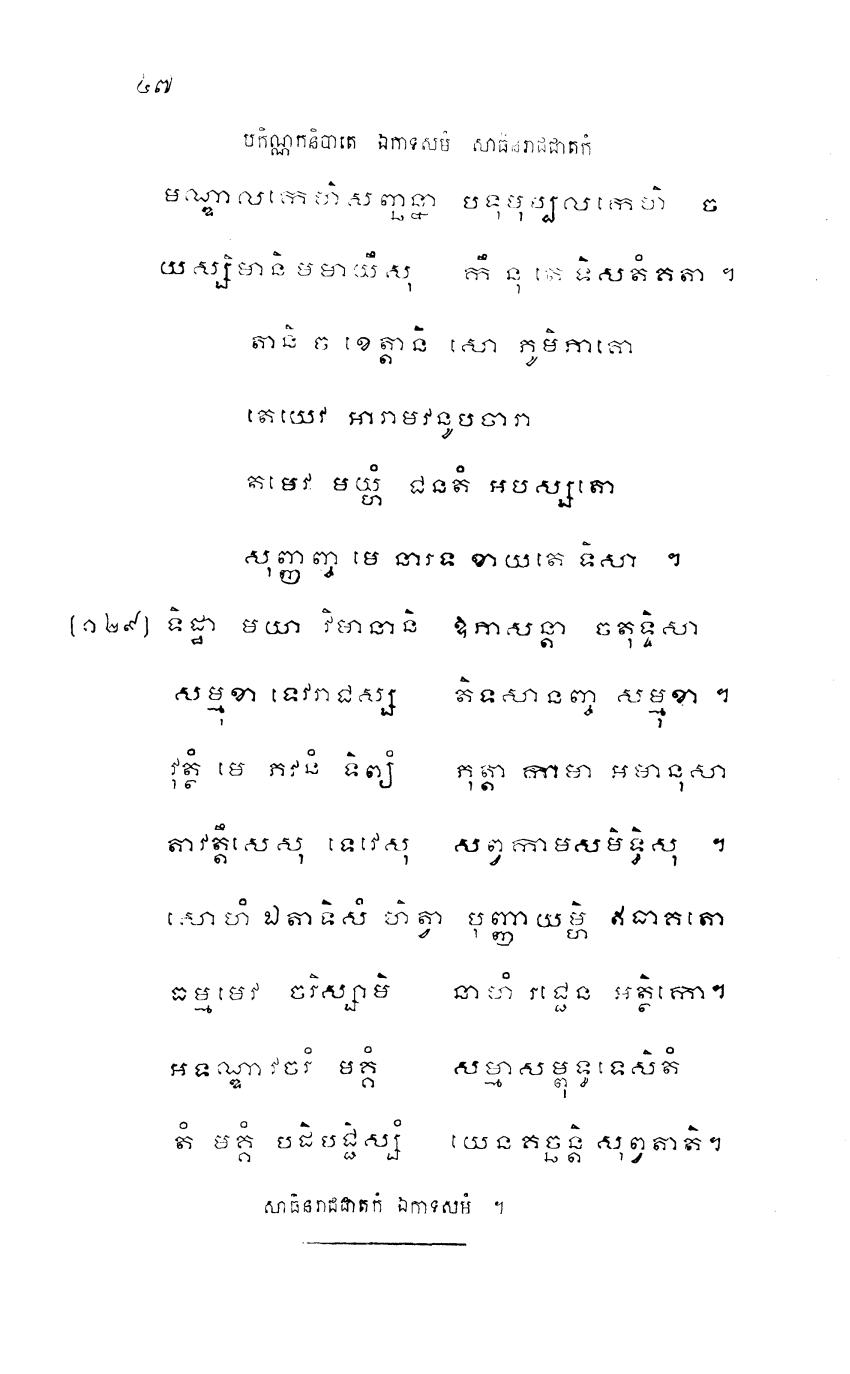 ៤៧
បកិណ្ណកនិបាតេ ឯកាទសមំ សាធិនរាជជាតកំ
មណ្ឌាលកេហិ សញ្ឆន្នា បទុមុប្បលកេហិ ច
យស្សិមានិ មមាយឹសុ កឹ នុ តេ ទិសតំ គតា ។
តានិ ច ខេត្តានិ សោ ភូមិភាគោ
តេយេវ អារាមវនូបចារា
តមេវ មយ្ហំ ជនតំ អបស្សតោ
សុញ្ញញ្ច មេ នារទ ខាយតេ ទិសា ។
[១២៩] ទិដ្ឋា មយា វិមានានិ ឱភាសន្តា ចតុទ្ទិសា
សម្មុខា ទេវរាជស្ស តិទសានញ្ច សម្មុខា ។
វុត្ថំ មេ ភវនំ ទិព្យំ ភុត្តា កាមា អមានុសា
តាវត្តឹសេសុ ទេវេសុ សព្វកាមសមិទ្ធិសុ ។
សោហំ ឯតាទិសំ ហិត្វា បុញ្ញាយម្ហិ ឥធាគតោ
ធម្មមេវ ចរិស្សាមិ នាហំ រជ្ជេន អត្ថិកោ។
អទណ្ឌាវចរំ មគ្គំ សម្មាសម្ពុទ្ធទេសិតំ
តំ មគ្គំ បដិបជ្ជិស្សំ យេន គច្ឆន្តិ សុព្វតាតិ។
សាធិនរាជជាតកំ ឯកាទសមំ ។